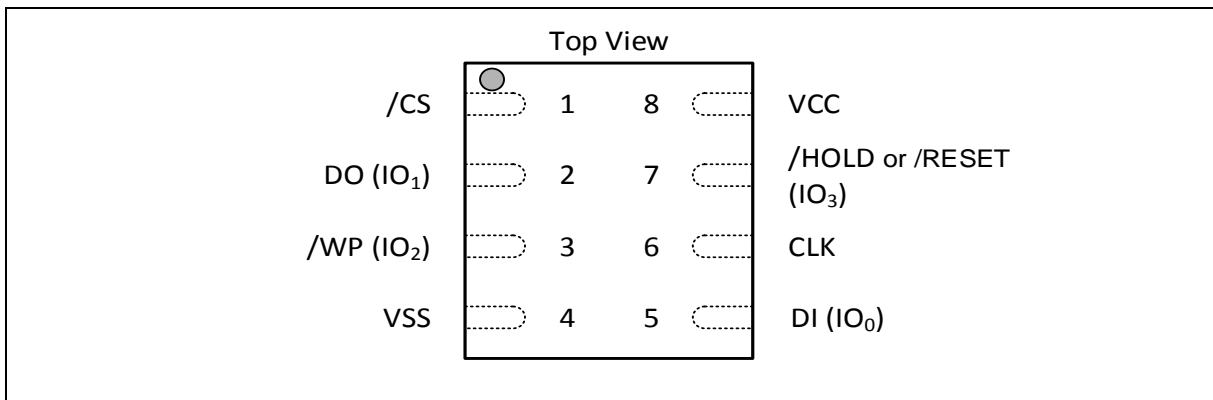 Top View
/CS 1 8 VCC
DO (IO₁) 2 7 /HOLD or /RESET
(IO₃)
/WP (IO₂) 3 6 CLK
VSS 4 5 DI (IO₀)